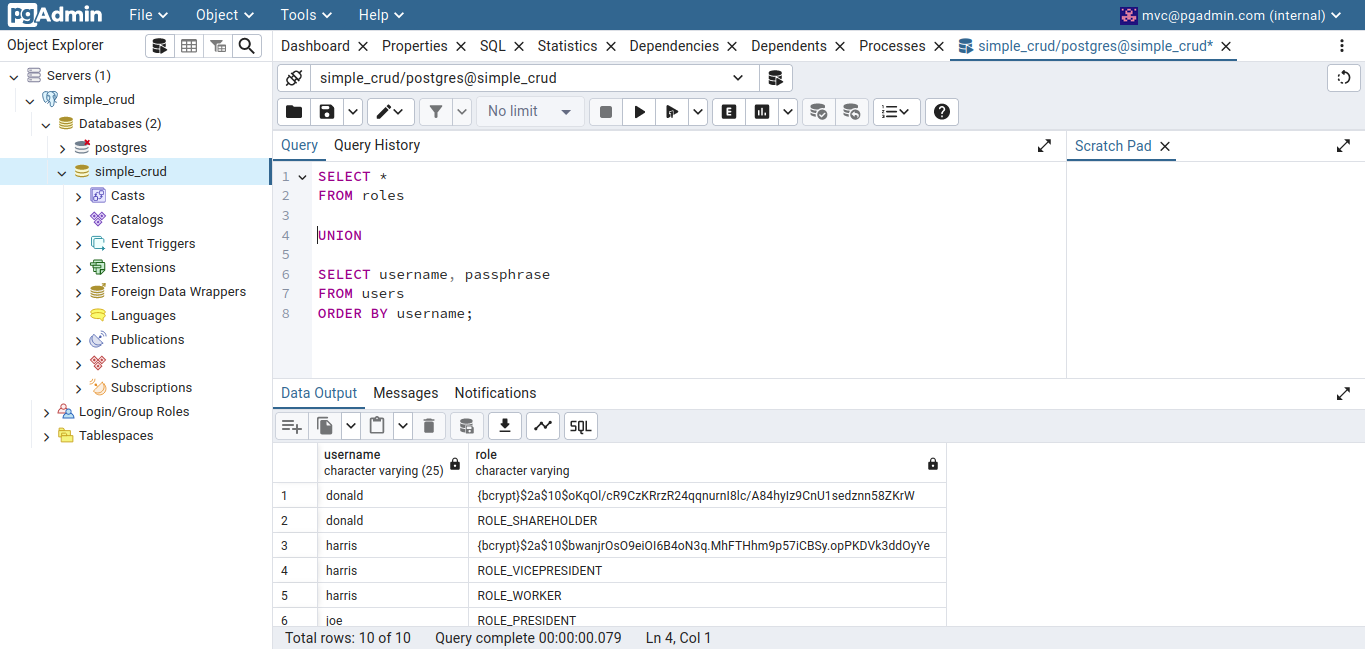 pgAdmin File Object Tools Help mvc@pgadmin.com (internal)
Object Explorer
Dashboard Properties SQL Statistics Dependencies Dependents Processes simple_crud/postgres@simple_crud*
Servers (1)
simple_crud
Databases (2)
postgres
simple_crud
Casts
Catalogs
Event Triggers
Extensions
Foreign Data Wrappers
Languages
Publications
Schemas
Subscriptions
Login/Group Roles
Tablespaces
simple_crud/postgres@simple_crud
No limit E
Query Query History
Scratch Pad
1 SELECT *
2 FROM roles
3
4 UNION
5
6 SELECT username, passphrase
7 FROM users
8 ORDER BY username;
Data Output Messages Notifications
SQL
username role
character varying (25) character varying
1 donald {bcrypt}$2a$10$oKqOl/cR9CzKRrzR24qqnurnI8lc/A84hyIz9CnU1sedznn58ZKrW
2 donald ROLE_SHAREHOLDER
3 harris {bcrypt}$2a$10$bwanjrOsO9eiOI6B4oN3q.MhFTHhm9p57iCBSy.opPKDVk3ddOyYe
4 harris ROLE_VICEPRESIDENT
5 harris ROLE_WORKER
6 joe ROLE_PRESIDENT
Total rows: 10 of 10 Query complete 00:00:00.079 Ln 4, Col 1